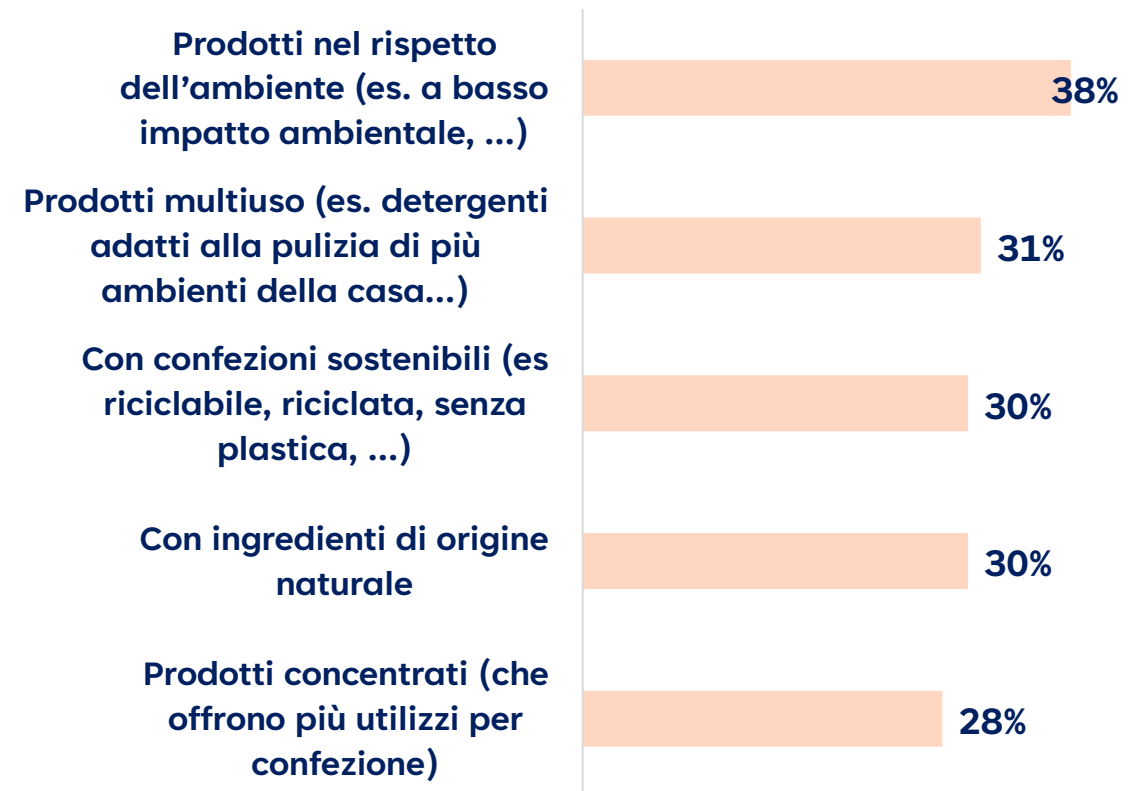 Prodotti nel rispetto
dell’ambiente (es. a basso
impatto ambientale, ...)
38%
Prodotti multiuso (es. detergenti
adatti alla pulizia di più
ambienti della casa...)
31%
Con confezioni sostenibili (es
riciclabile, riciclata, senza
plastica, ...)
30%
Con ingredienti di origine
naturale
30%
Prodotti concentrati (che
offrono più utilizzi per
confezione)
28%